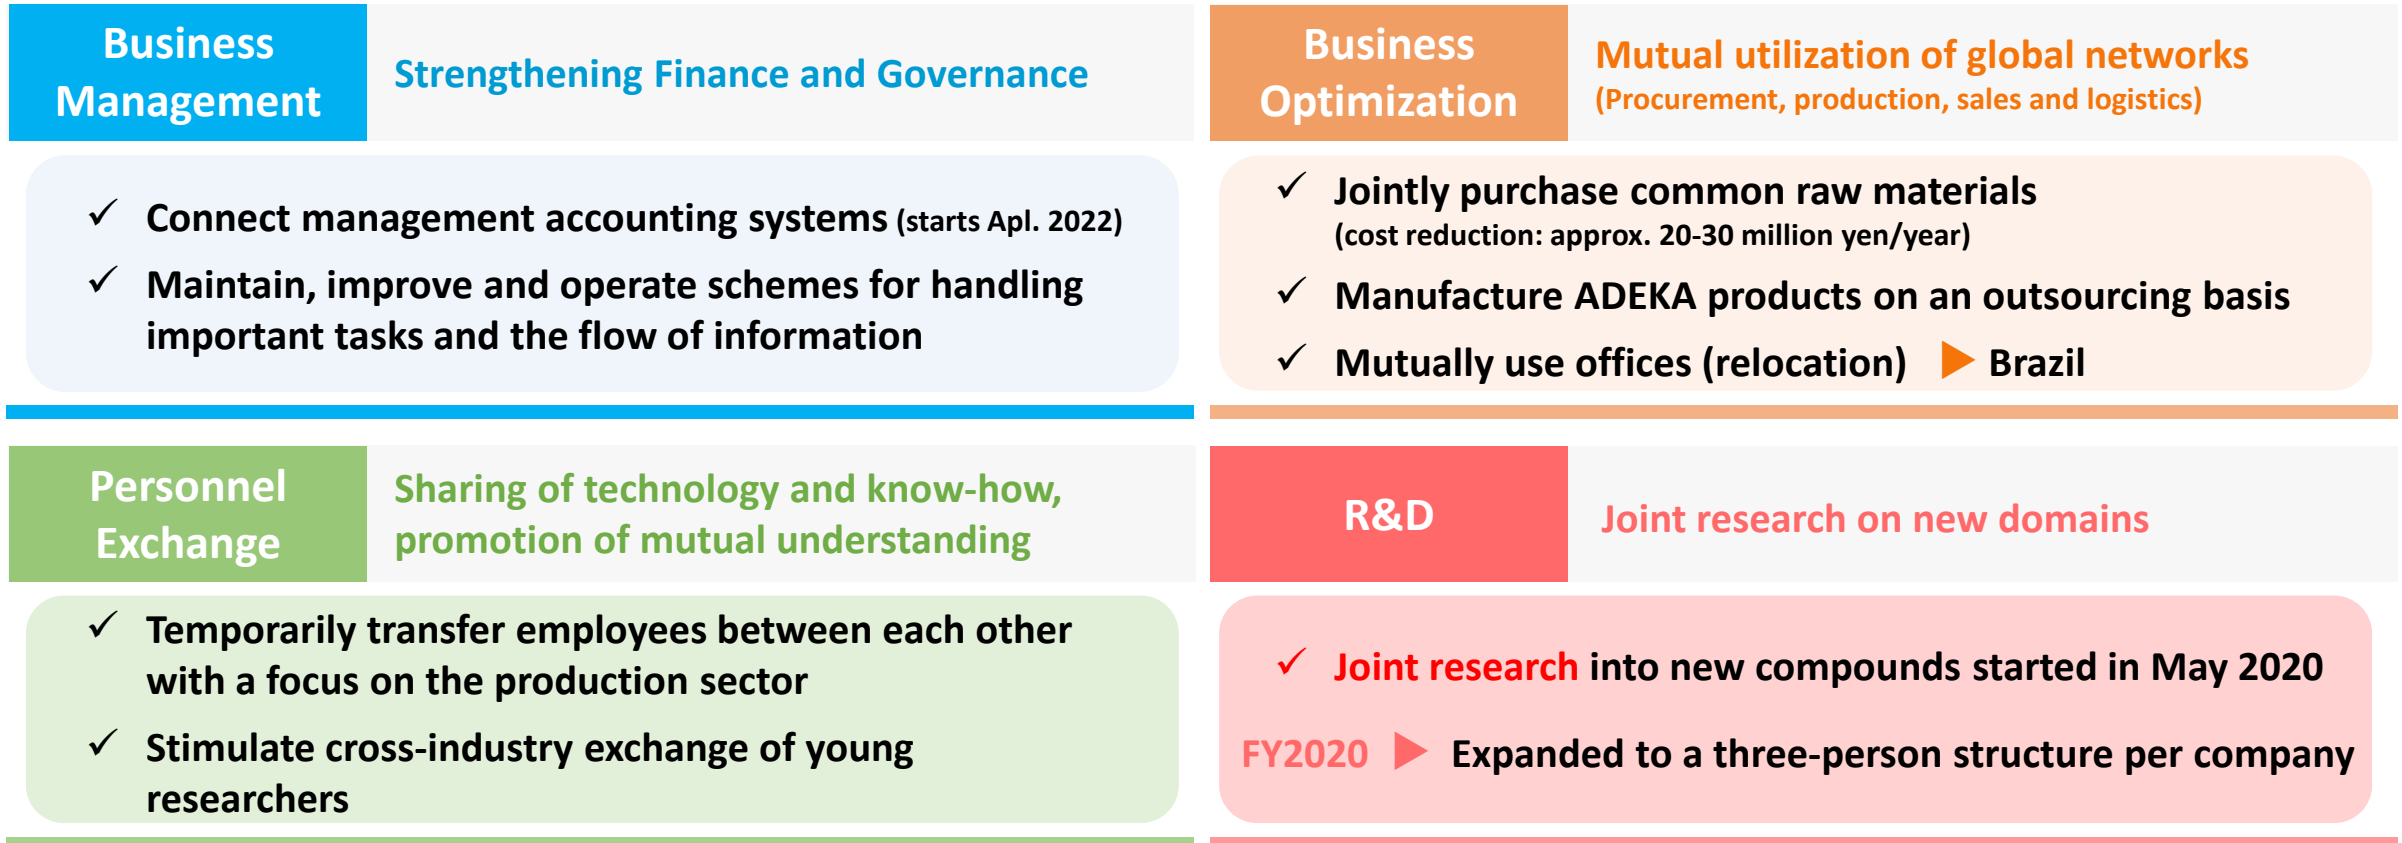 Business
Management
Strengthening Finance and Governance
✓ Connect management accounting systems (starts Apl. 2022)
✓ Maintain, improve and operate schemes for handling
important tasks and the flow of information
Business
Optimization
Mutual utilization of global networks
(Procurement, production, sales and logistics)
✓ Jointly purchase common raw materials
(cost reduction: approx. 20-30 million yen/year)
✓ Manufacture ADEKA products on an outsourcing basis
✓ Mutually use offices (relocation) ▶ Brazil
Personnel
Exchange
Sharing of technology and know-how,
promotion of mutual understanding
✓ Temporarily transfer employees between each other
with a focus on the production sector
✓ Stimulate cross-industry exchange of young
researchers
R&D
Joint research on new domains
✓ Joint research into new compounds started in May 2020
FY2020 ▶ Expanded to a three-person structure per company